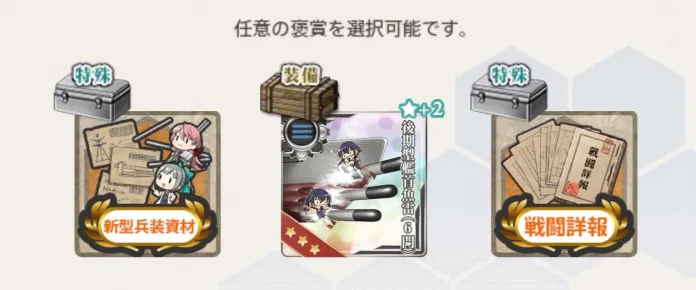 任意の褒賞を選択可能です。
特殊
新型兵装資材
装備
★+2
後期型艦首魚雷(6門)
特殊
戦闘詳報
戦闘詳報